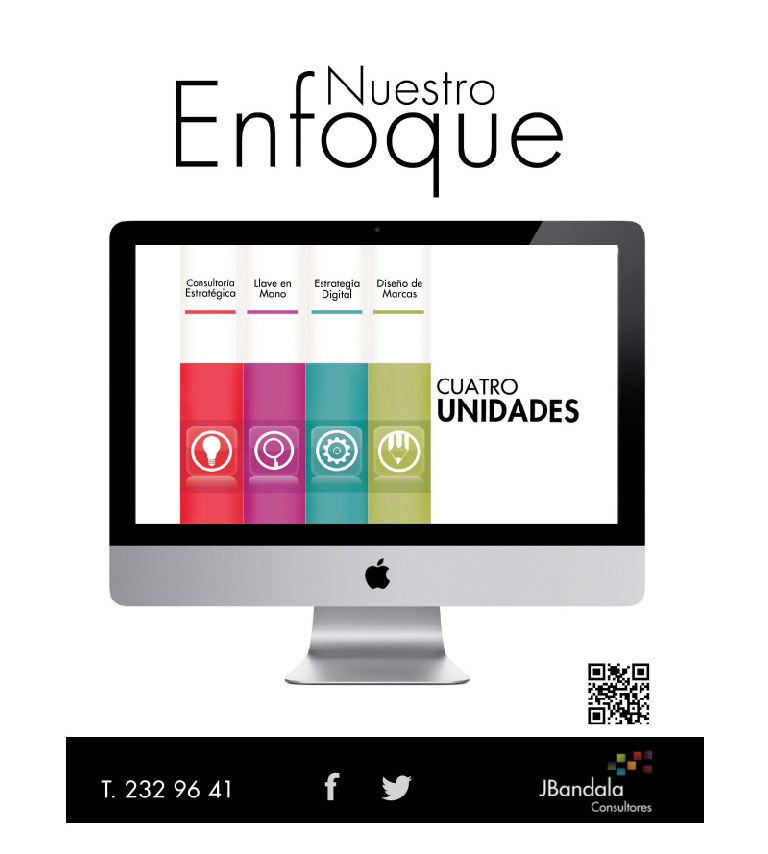 Nuestro
Enfoque
Consultoría
Estratégica
Llave en
Mano
Estrategia
Digital
Diseño de
Marcas
CUATRO
UNIDADES
T. 232 96 41
JBandala
Consultores